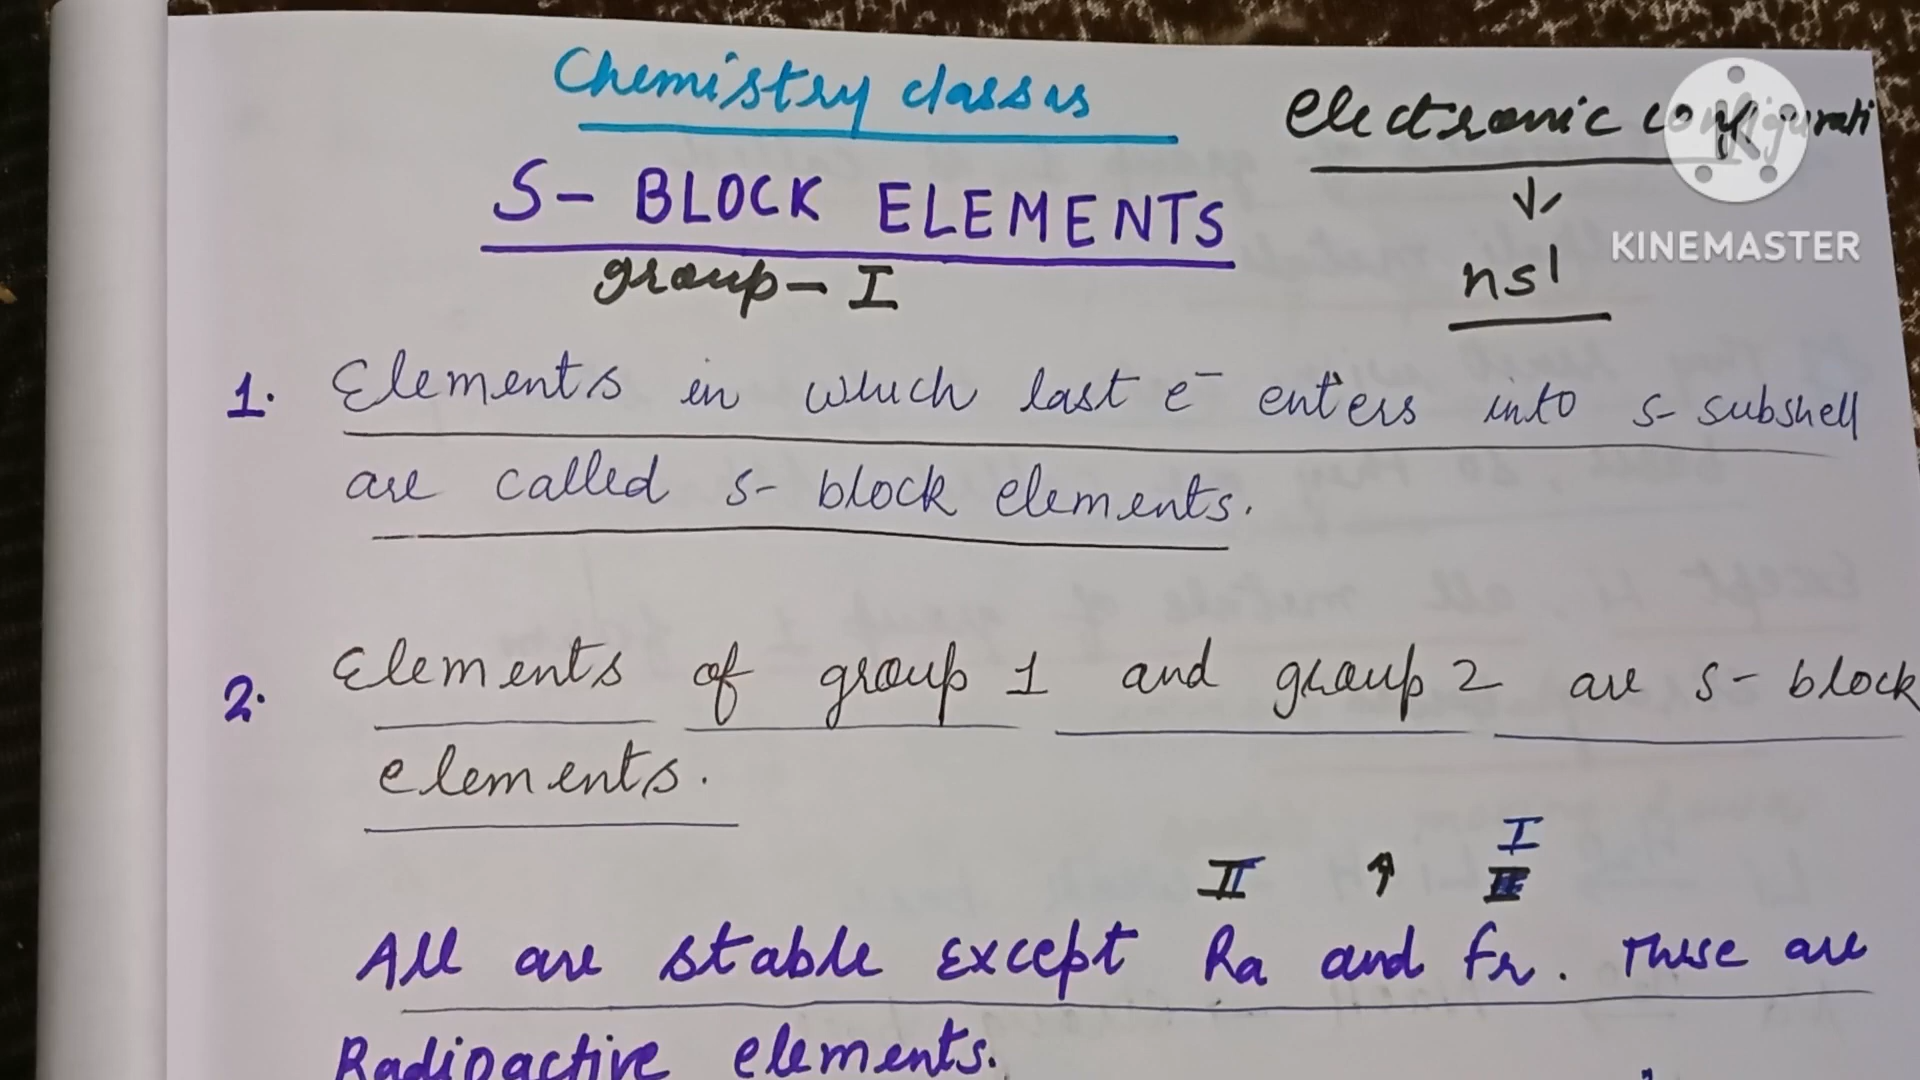 Chemistry classes
electronic configurati
KINEMASTER
S- BLOCK ELEMENTS
ns1
group- I
1. Elements in which last e⁻ enters into s- subshell
are called s- block elements.
2. Elements of group 1 and group 2 are s- block
elements.
I
II ↑
All are stable except Ra and Fr. These are
Radioactive elements.